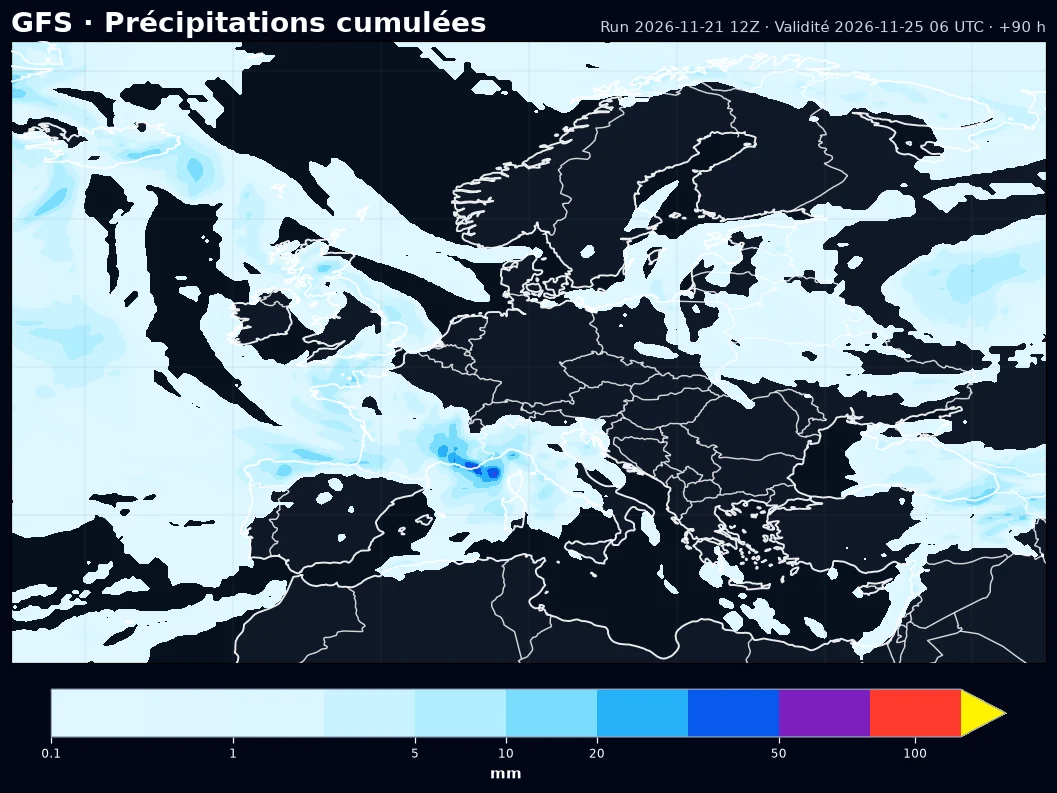 GFS · Précipitations cumulées
Run 2026-11-21 12Z · Validité 2026-11-25 06 UTC · +90 h
0.1 1 5 10 20 50 100
mm